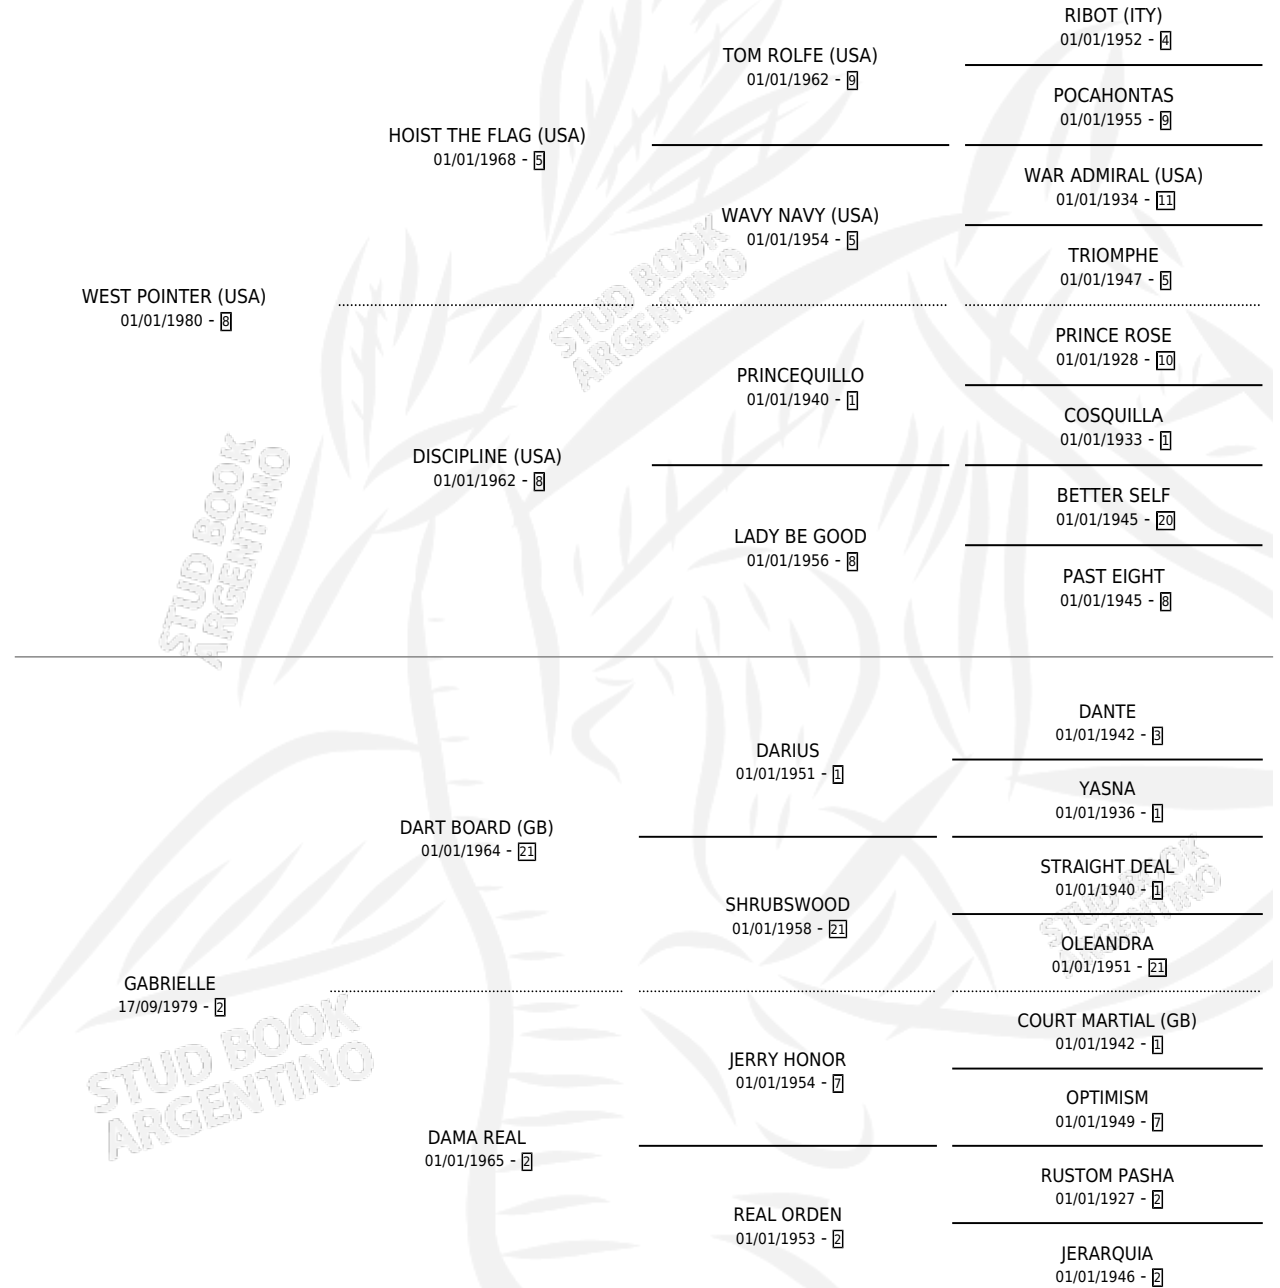 RIBOT (ITY)
01/01/1952 - 4
TOM ROLFE (USA)
01/01/1962 - 9
POCAHONTAS
01/01/1955 - 9
HOIST THE FLAG (USA)
01/01/1968 - 5
WAR ADMIRAL (USA)
01/01/1934 - 11
WAVY NAVY (USA)
01/01/1954 - 5
TRIOMPHE
01/01/1947 - 5
WEST POINTER (USA)
01/01/1980 - 8
PRINCE ROSE
01/01/1928 - 10
PRINCEQUILLO
01/01/1940 - 1
COSQUILLA
01/01/1933 - 1
DISCIPLINE (USA)
01/01/1962 - 8
BETTER SELF
01/01/1945 - 20
LADY BE GOOD
01/01/1956 - 8
PAST EIGHT
01/01/1945 - 8
STUD BOOK
ARGENTINO
STUD BOOK
ARGENTINO
DANTE
01/01/1942 - 3
DARIUS
01/01/1951 - 1
YASNA
01/01/1936 - 1
DART BOARD (GB)
01/01/1964 - 21
STRAIGHT DEAL
01/01/1940 - 1
SHRUBSWOOD
01/01/1958 - 21
OLEANDRA
01/01/1951 - 21
GABRIELLE
17/09/1979 - 2
COURT MARTIAL (GB)
01/01/1942 - 1
JERRY HONOR
01/01/1954 - 7
OPTIMISM
01/01/1949 - 7
DAMA REAL
01/01/1965 - 2
RUSTOM PASHA
01/01/1927 - 2
REAL ORDEN
01/01/1953 - 2
JERARQUIA
01/01/1946 - 2
STUD BOOK
ARGENTINO
STUD BOOK
ARGENTINO